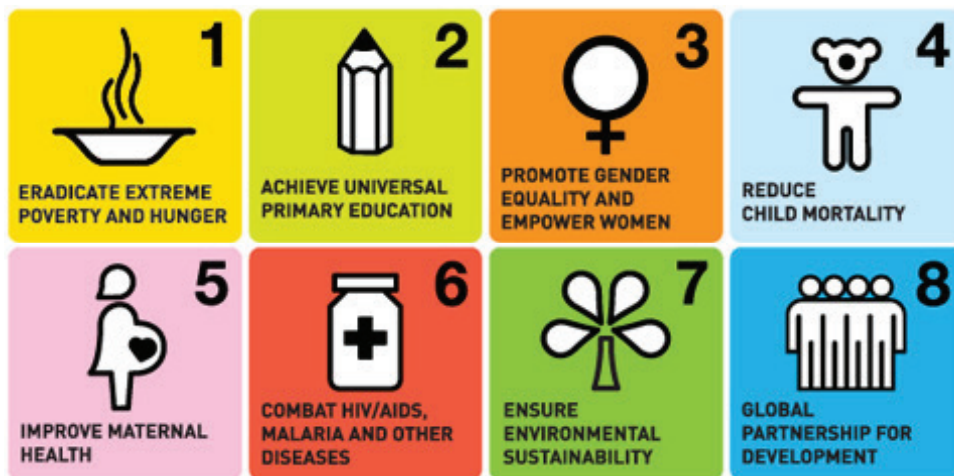 1
ERADICATE EXTREME
POVERTY AND HUNGER
2
ACHIEVE UNIVERSAL
PRIMARY EDUCATION
3
PROMOTE GENDER
EQUALITY AND
EMPOWER WOMEN
4
REDUCE
CHILD MORTALITY
5
IMPROVE MATERNAL
HEALTH
6
COMBAT HIV/AIDS,
MALARIA AND OTHER
DISEASES
7
ENSURE
ENVIRONMENTAL
SUSTAINABILITY
8
GLOBAL
PARTNERSHIP FOR
DEVELOPMENT